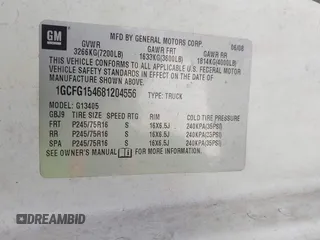 GM
MFD BY GENERAL MOTORS CORP. 06/08
GVWR GAWR FRT GAWR RR
3266KG(7200LB) 1633KG(3600LB) 1814KG(4000LB)
THIS VEHICLE CONFORMS TO ALL APPLICABLE U.S. FEDERAL MOTOR
VEHICLE SAFETY STANDARDS IN EFFECT ON THE DATE OF
MANUFACTURE SHOWN ABOVE.
1GCFG154681204556 TYPE: TRUCK
MODEL: G13405
GBJ9 TIRE SIZE SPEED RTG RIM COLD TIRE PRESSURE
FRT P245/75R16 S 16X6.5J 240KPA(35PSI)
RR P245/75R16 S 16X6.5J 240KPA(35PSI)
SPA P245/75R16 S 16X6.5J 240KPA(35PSI)
SEE OWNER'S MANUAL FOR ADDITIONAL INFORMATION.
DREAMBID